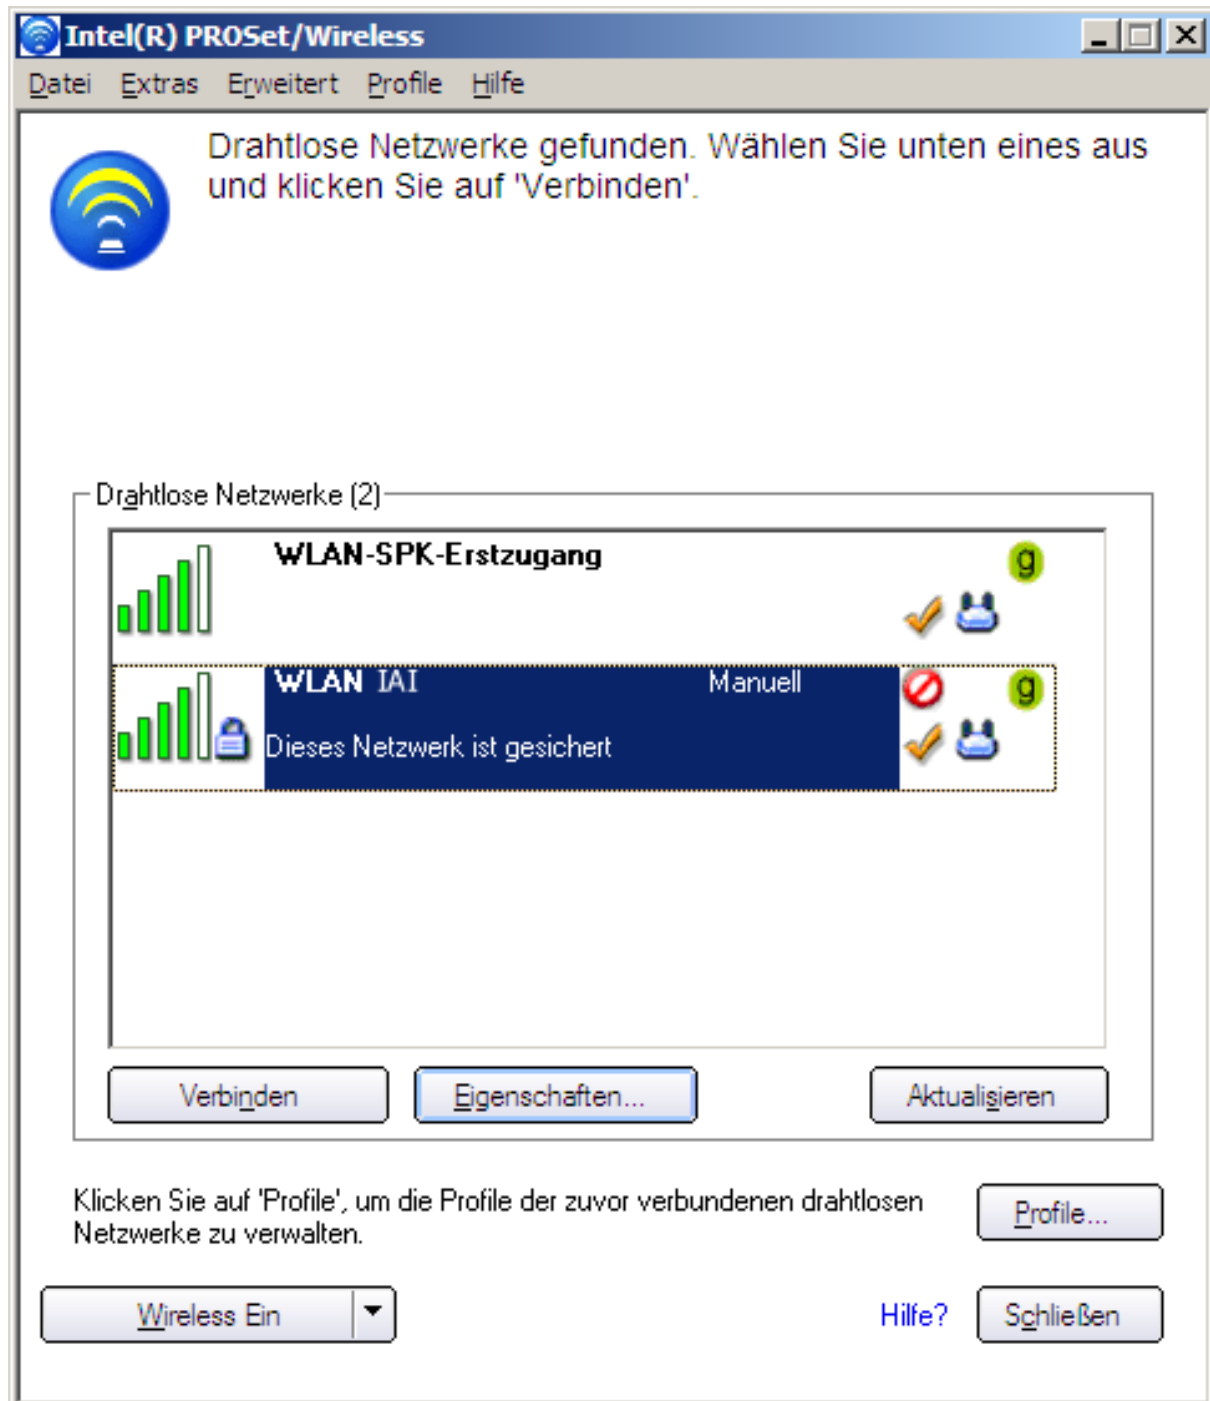 Intel(R) PROSet/Wireless
Datei Extras Erweitert Profile Hilfe
Drahtlose Netzwerke gefunden. Wählen Sie unten eines aus
und klicken Sie auf 'Verbinden'.
Drahtlose Netzwerke (2)
WLAN-SPK-Erstzugang
g
WLAN IAI Manuell
g
Dieses Netzwerk ist gesichert
Verbinden Eigenschaften... Aktualisieren
Klicken Sie auf 'Profile', um die Profile der zuvor verbundenen drahtlosen
Netzwerke zu verwalten.
Profile...
Wireless Ein
Hilfe? Schließen